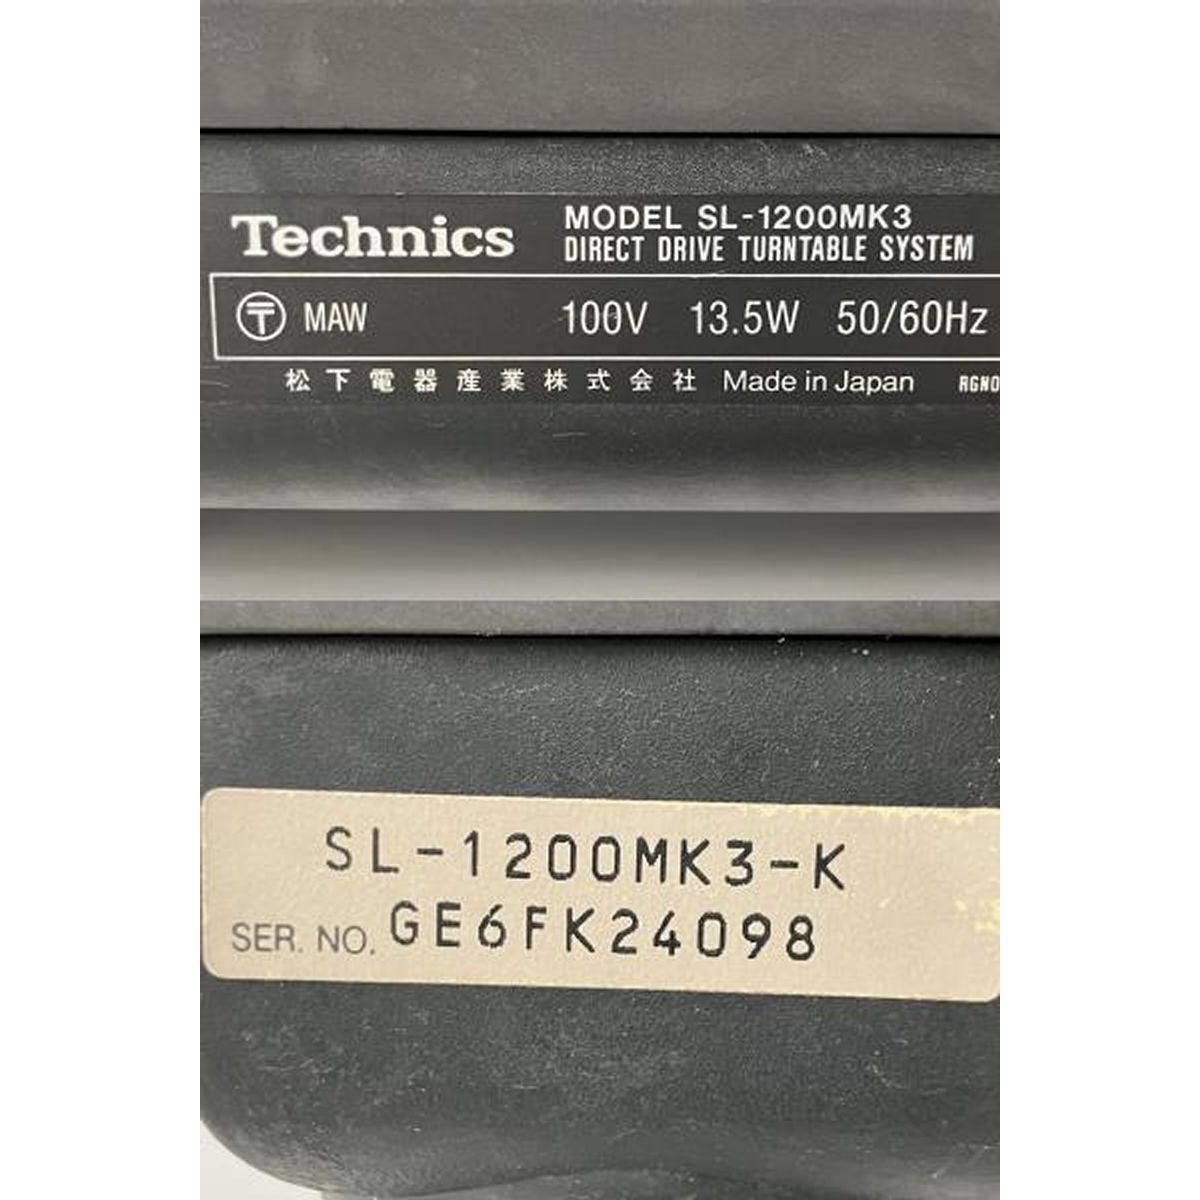 Technics
MODEL SL-1200MK3
DIRECT DRIVE TURNTABLE SYSTEM
〒 MAW 100V 13.5W 50/60Hz
松下電器産業株式会社 Made in Japan RGN0
SL-1200MK3-K
SER. NO. GE6FK24098